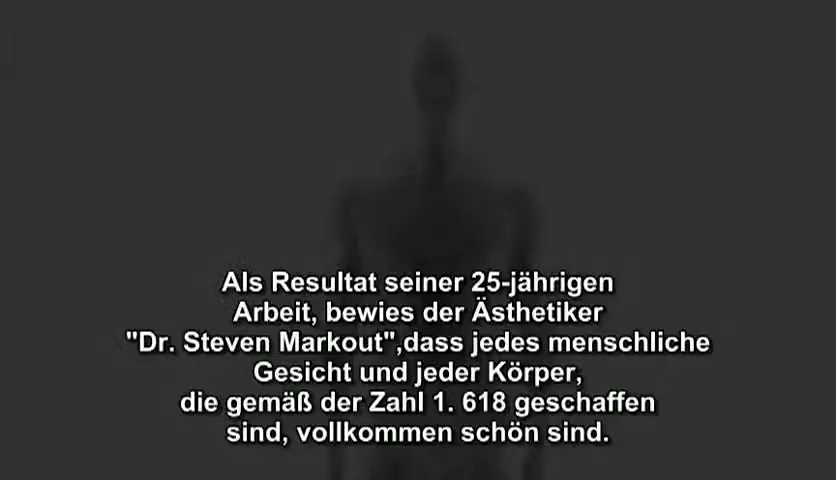 Als Resultat seiner 25-jährigen
Arbeit, bewies der Ästhetiker
"Dr. Steven Markout",dass jedes menschliche
Gesicht und jeder Körper,
die gemäß der Zahl 1. 618 geschaffen
sind, vollkommen schön sind.